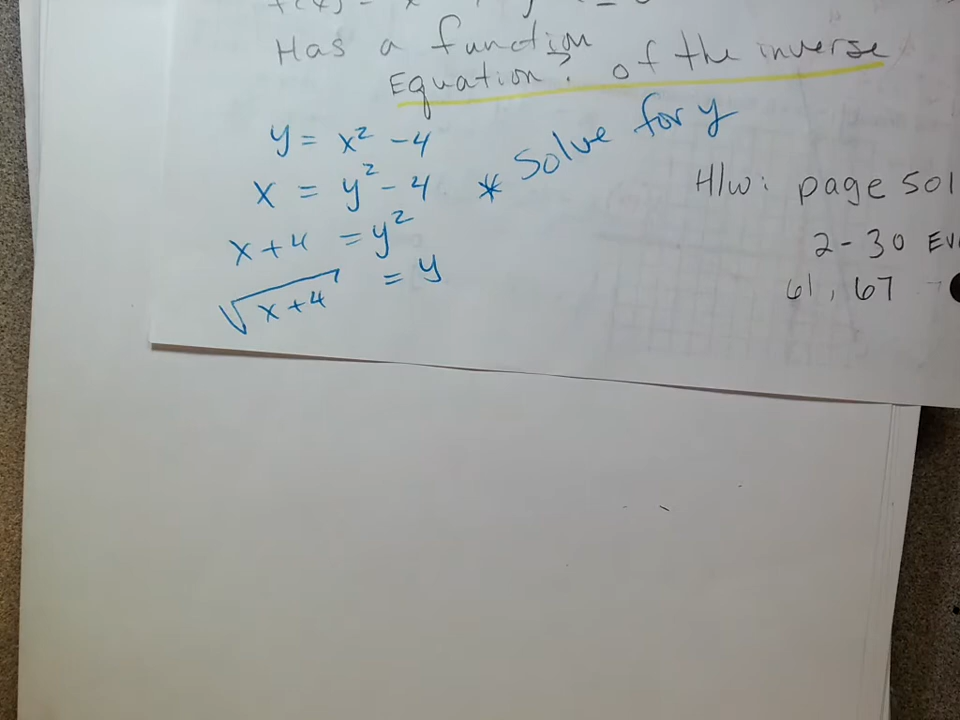 Has a function
Equation? of the inverse
y = x² - 4
x = y² - 4 * Solve for y
x + 4 = y²
√x+4 = y
H/w: page 501
2-30 EV
61, 67